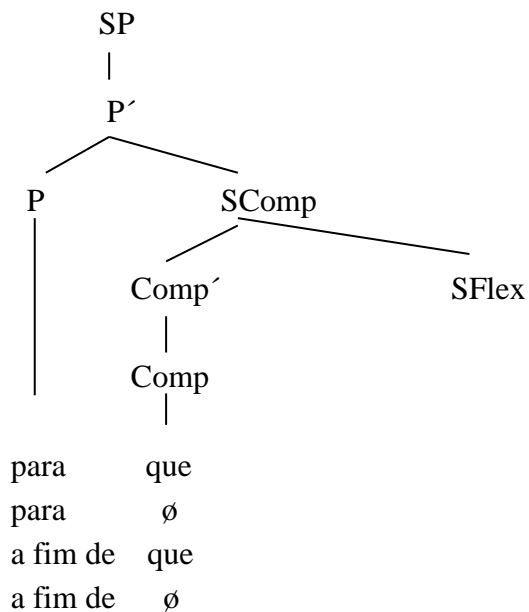 SP
P´
P SComp
Comp´ SFlex
Comp
para que
para ø
a fim de que
a fim de ø